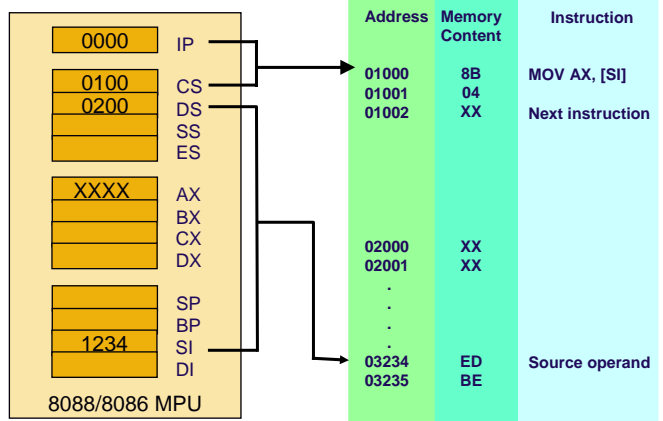 0000 IP
0100 CS
0200 DS
SS
ES
XXXX AX
BX
CX
DX
SP
BP
1234 SI
DI
8088/8086 MPU
Address Memory Content Instruction
01000 8B MOV AX, [SI]
01001 04
01002 XX Next instruction
02000 XX
02001 XX
.
.
.
.
03234 ED Source operand
03235 BE